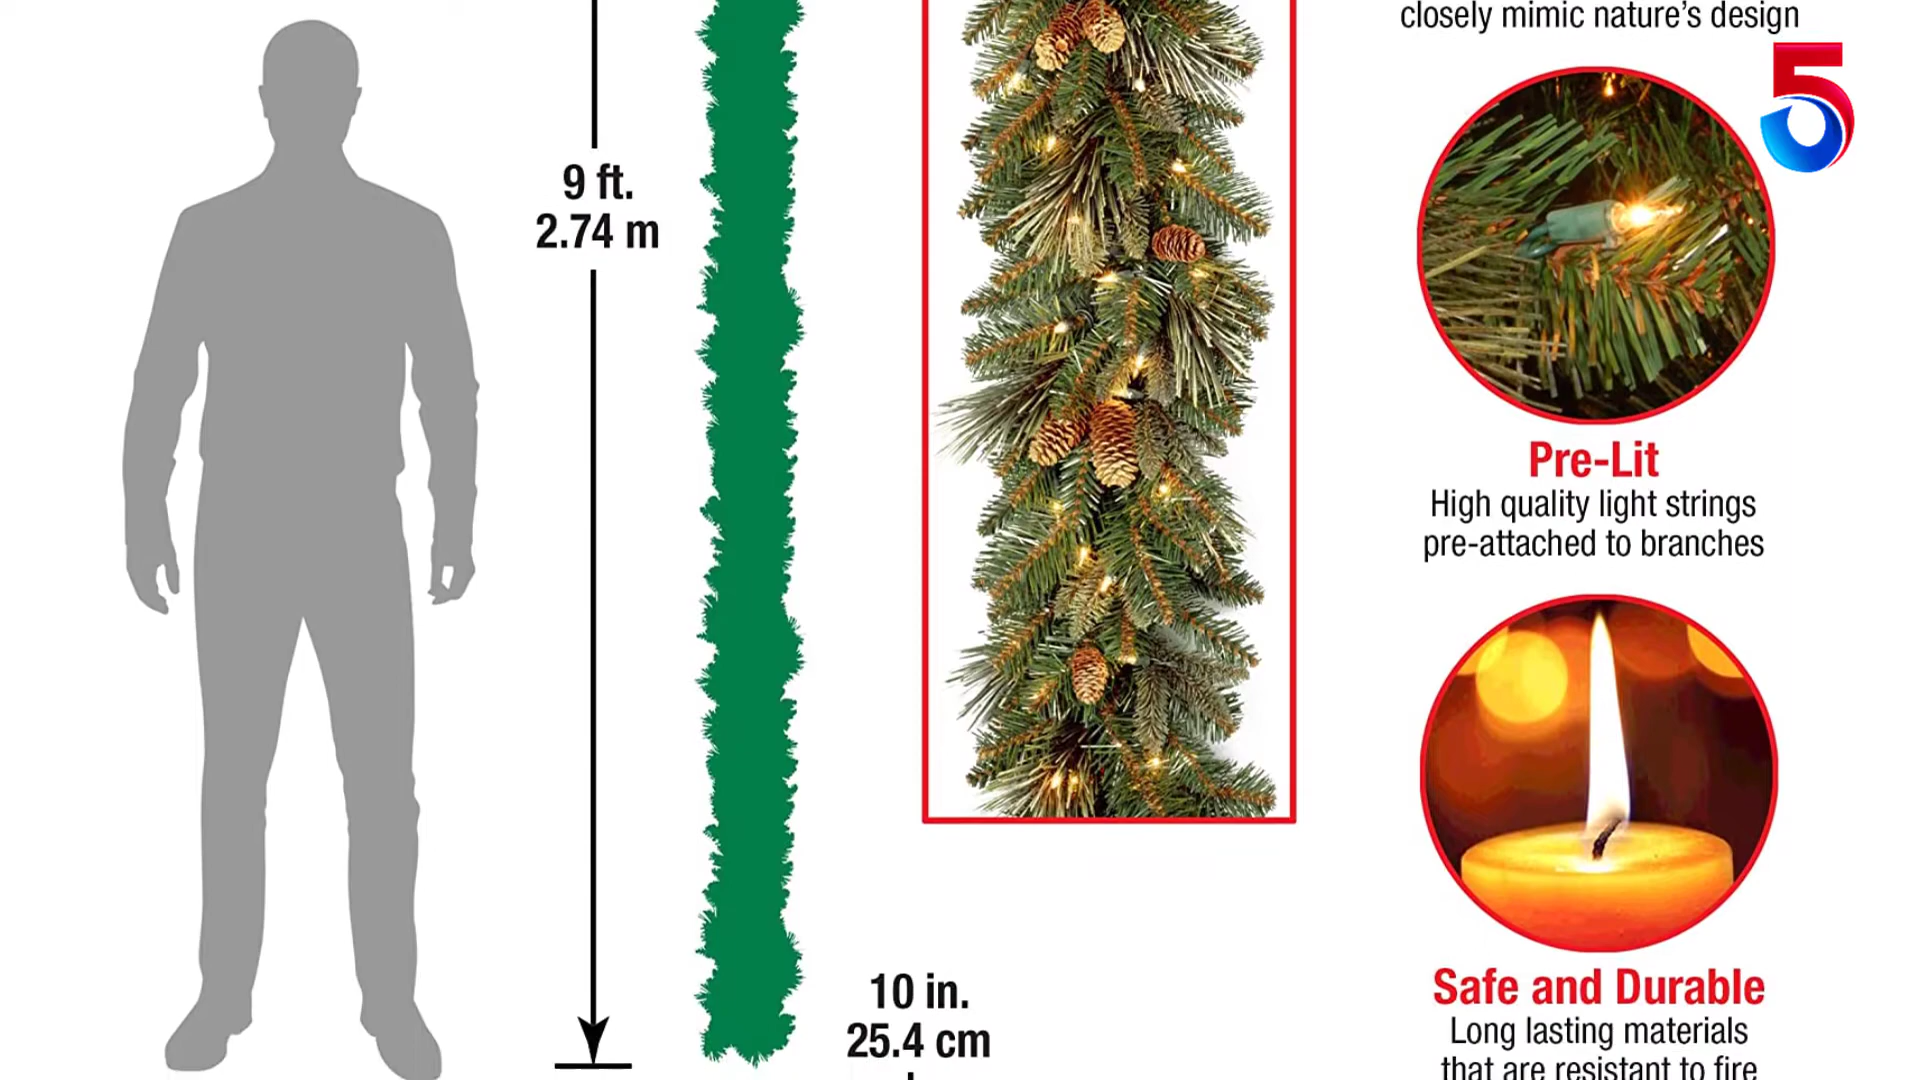 closely mimic nature's design
5
9 ft.
2.74 m
Pre-Lit
High quality light strings
pre-attached to branches
10 in.
25.4 cm
Safe and Durable
Long lasting materials
that are resistant to fire